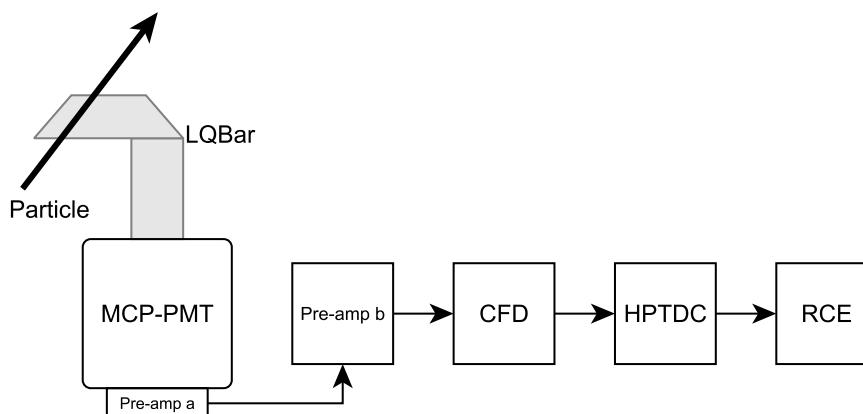 LQBar
Particle
MCP-PMT
Pre-amp a
Pre-amp b
CFD
HPTDC
RCE